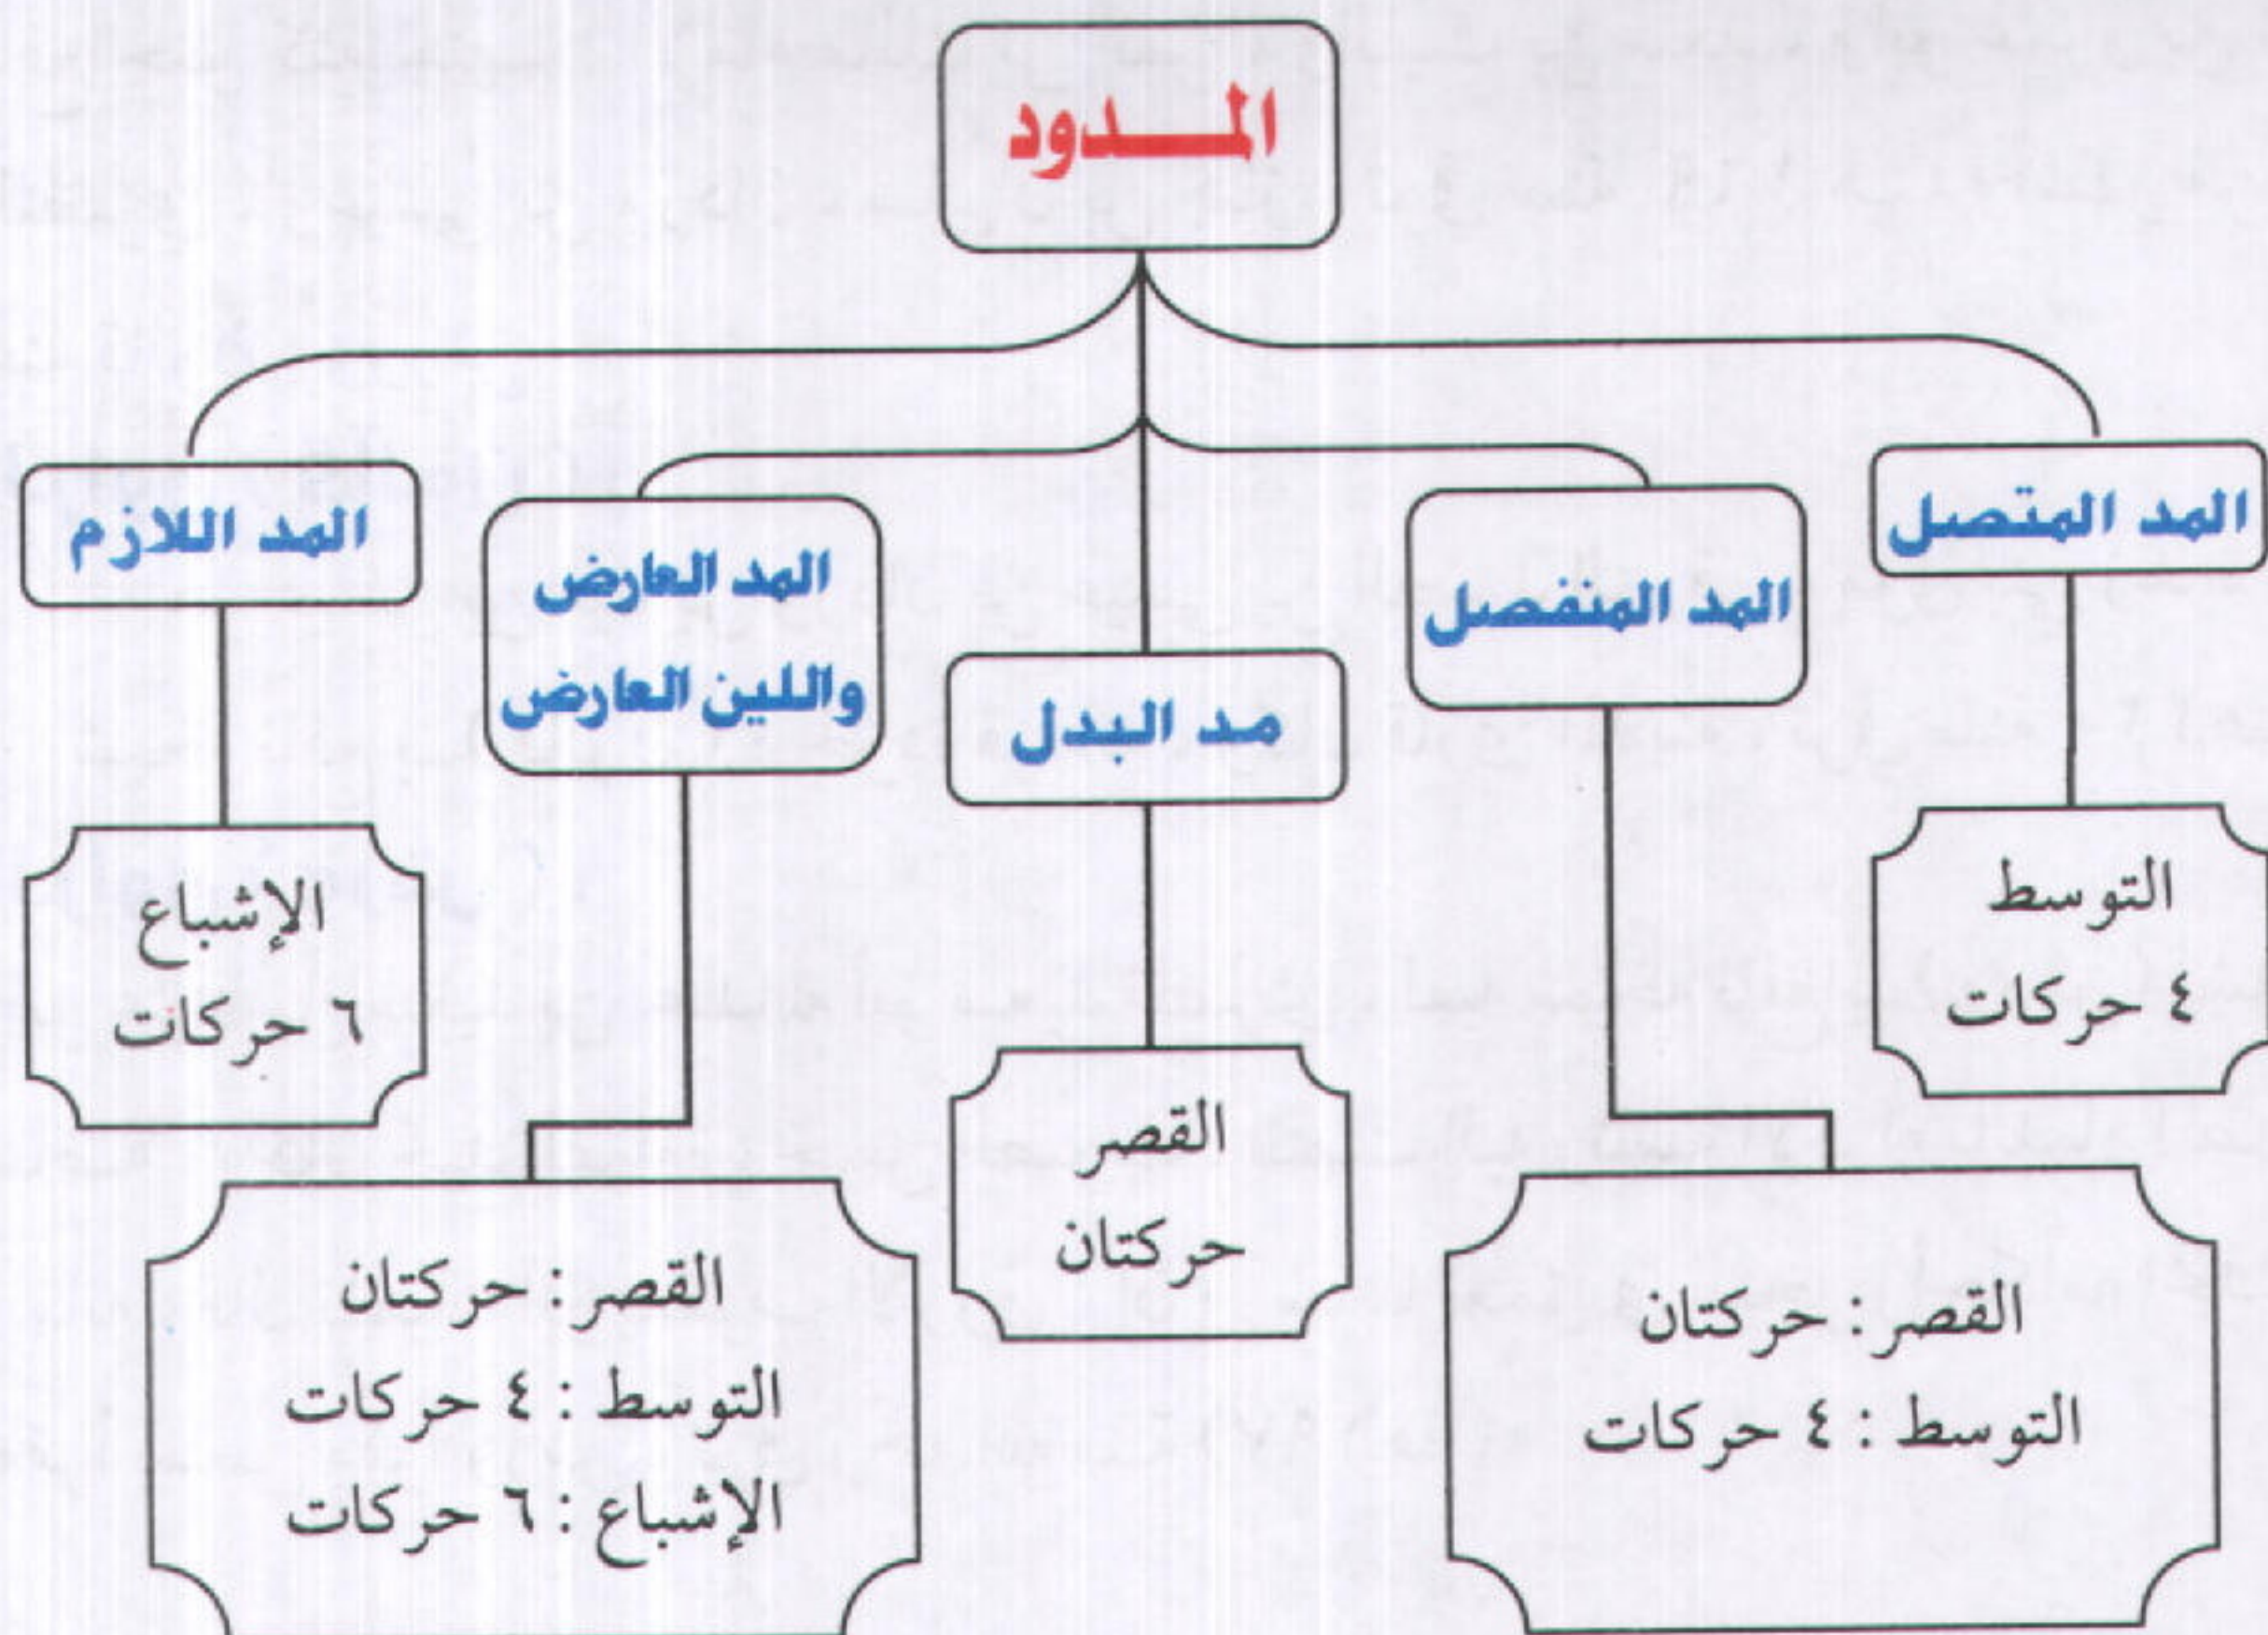 المدود
المد المتصل
المد المنفصل
مد البدل
المد العارض
واللين العارض
المد اللازم
التوسط
٤ حركات
القصر : حركتان
التوسط : ٤ حركات
القصر
حركتان
القصر : حركتان
التوسط : ٤ حركات
الإشباع : ٦ حركات
الإشباع
٦ حركات